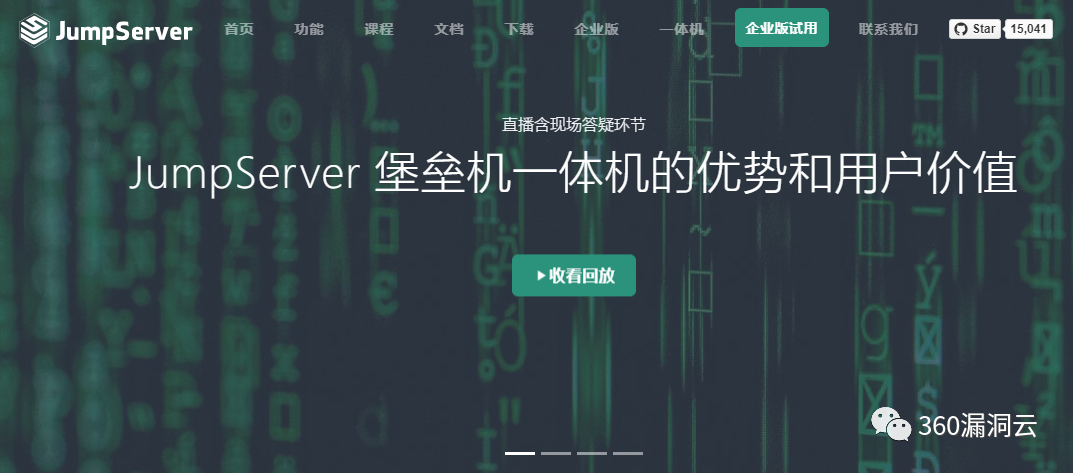 JumpServer 首页 功能 课程 文档 下载 企业版 一体机 企业版试用 联系我们 Star 15,041
直播含现场答疑环节
JumpServer 堡垒机一体机的优势和用户价值
收看回放
360漏洞云